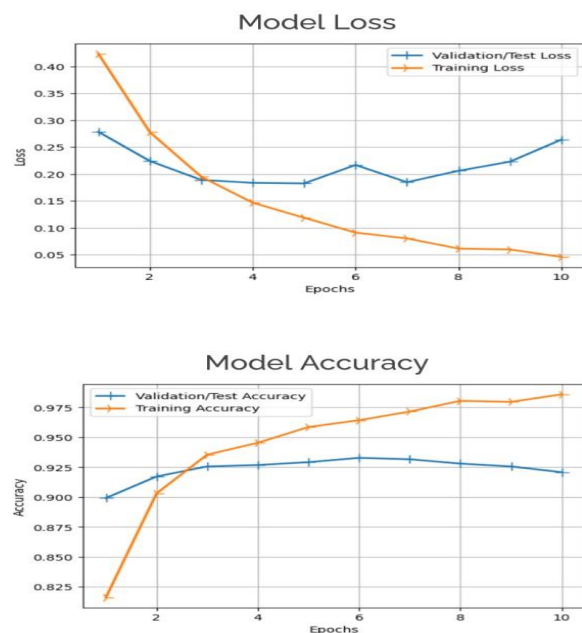 Model Loss
Validation/Test Loss
Training Loss
0.40
0.35
0.30
0.25
0.20
0.15
0.10
0.05
Loss
2 4 6 8 10
Epochs
Model Accuracy
Validation/Test Accuracy
Training Accuracy
0.975
0.950
0.925
0.900
0.875
0.850
0.825
Accuracy
2 4 6 8 10
Epochs